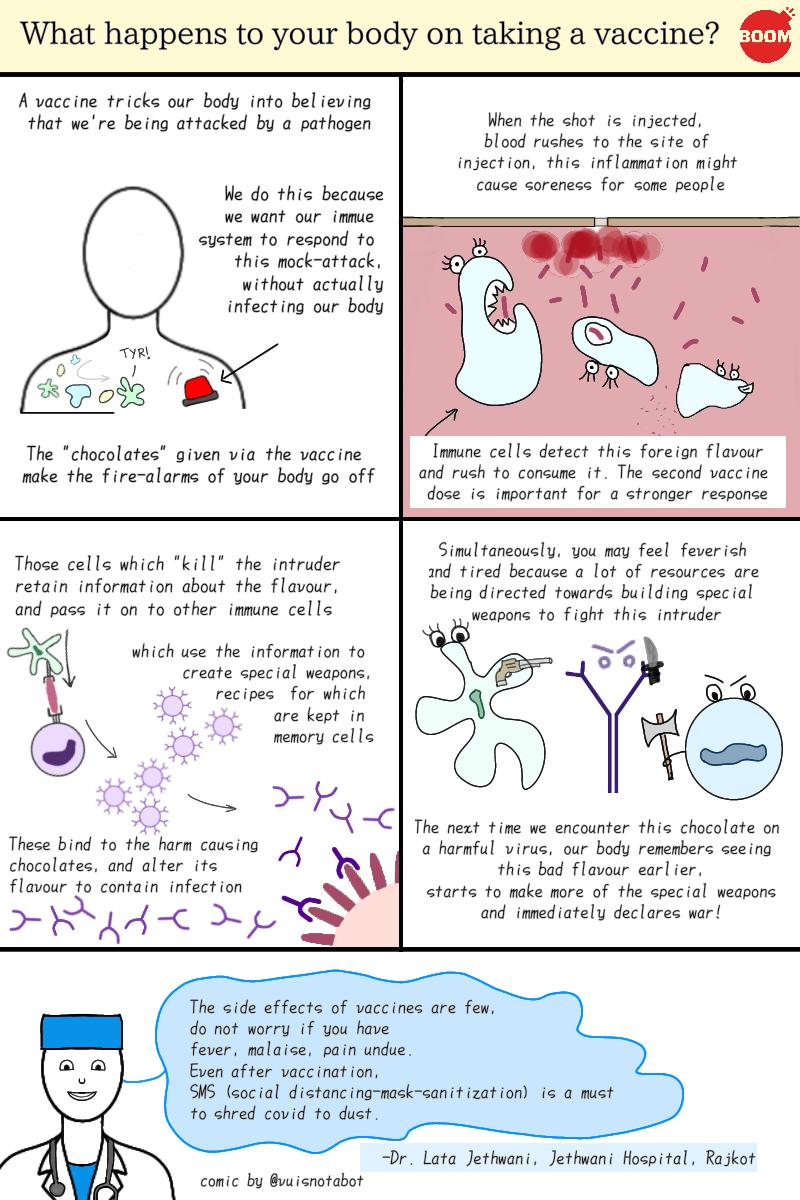 What happens to your body on taking a vaccine?
BOOM
A vaccine tricks our body into believing
that we're being attacked by a pathogen
We do this because
we want our immue
system to respond to
this mock-attack,
without actually
infecting our body
TYR!
The "chocolates" given via the vaccine
make the fire-alarms of your body go off
When the shot is injected,
blood rushes to the site of
injection, this inflammation might
cause soreness for some people
Immune cells detect this foreign flavour
and rush to consume it. The second vaccine
dose is important for a stronger response
Those cells which "kill" the intruder
retain information about the flavour,
and pass it on to other immune cells
which use the information to
create special weapons,
recipes for which
are kept in
memory cells
These bind to the harm causing
chocolates, and alter its
flavour to contain infection
Simultaneously, you may feel feverish
and tired because a lot of resources are
being directed towards building special
weapons to fight this intruder
The next time we encounter this chocolate on
a harmful virus, our body remembers seeing
this bad flavour earlier,
starts to make more of the special weapons
and immediately declares war!
The side effects of vaccines are few,
do not worry if you have
fever, malaise, pain undue.
Even after vaccination,
SMS (social distancing-mask-sanitization) is a must
to shred covid to dust.
-Dr. Lata Jethwani, Jethwani Hospital, Rajkot
comic by @vuisnotabot